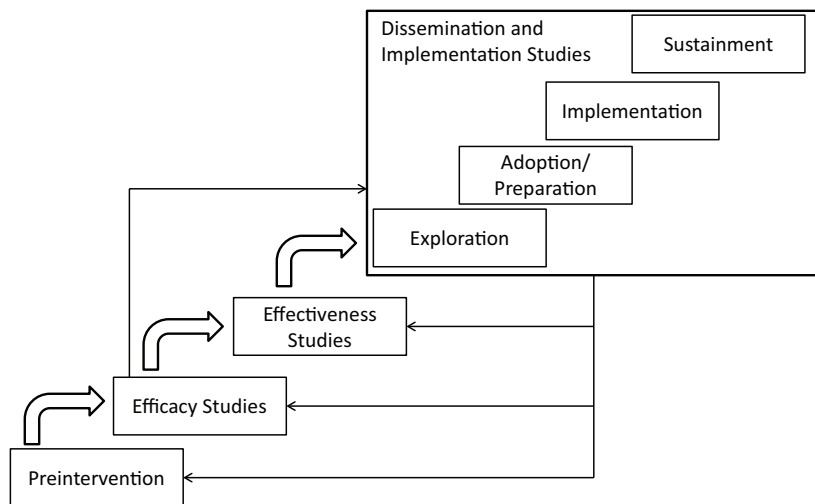 Dissemination and
Implementation Studies
Sustainment
Implementation
Adoption/
Preparation
Exploration
Effectiveness
Studies
Efficacy Studies
Preintervention